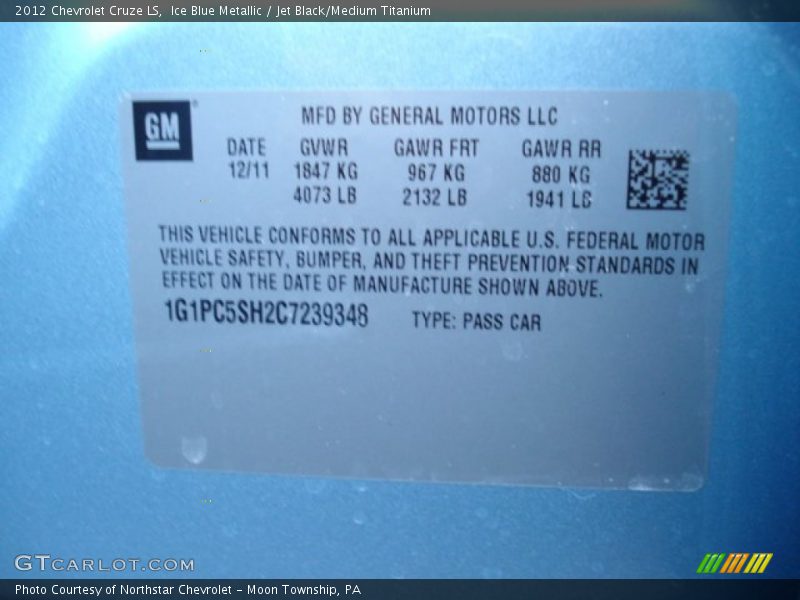 2012 Chevrolet Cruze LS,  Ice Blue Metallic / Jet Black/Medium Titanium
GM
MFD BY GENERAL MOTORS LLC
DATE GVWR GAWR FRT GAWR RR
12/11 1847 KG 967 KG 880 KG
4073 LB 2132 LB 1941 LB
THIS VEHICLE CONFORMS TO ALL APPLICABLE U.S. FEDERAL MOTOR
VEHICLE SAFETY, BUMPER, AND THEFT PREVENTION STANDARDS IN
EFFECT ON THE DATE OF MANUFACTURE SHOWN ABOVE.
1G1PC5SH2C7239348 TYPE: PASS CAR
GTCARLOT.COM
Photo Courtesy of Northstar Chevrolet – Moon Township, PA